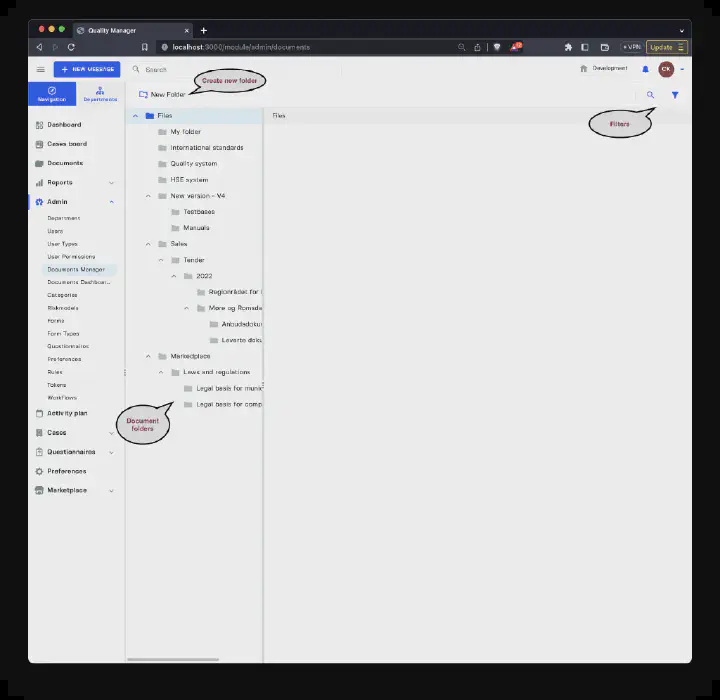 Quality Manager
localhost:3000/module/admin/documents
VPN
Update
NEW MESSAGE
Search
Development
CK
Navigation
Departments
New Folder
Create new folder
Filters
Dashboard
Cases board
Documents
Reports
Admin
Department
Users
User Types
User Permissions
Documents Manager
Documents Dashboar...
Categories
Riskmodels
Forms
Form Types
Questionnaires
Preferences
Rules
Tokens
Workflows
Activity plan
Cases
Questionnaires
Preferences
Marketplace
Files
My folder
International standards
Quality system
HSE system
New version - V4
Testbases
Manuals
Sales
Tender
2022
Regionrådet for
Møre og Romsda
Anbudsdoku
Leverte doku
Marketplace
Laws and regulations
Legal basis for munic
Legal basis for comp
Document
folders
Files